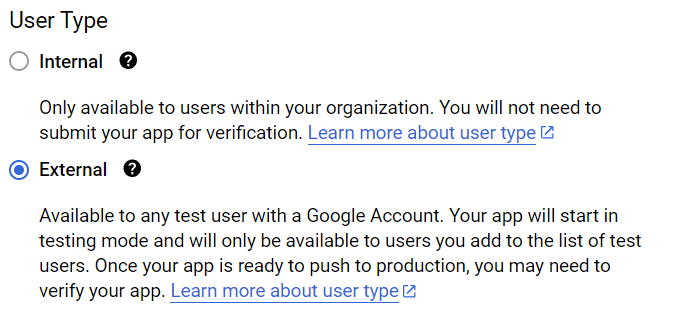 User Type
Internal ?
Only available to users within your organization. You will not need to
submit your app for verification. Learn more about user type
External ?
Available to any test user with a Google Account. Your app will start in
testing mode and will only be available to users you add to the list of test
users. Once your app is ready to push to production, you may need to
verify your app. Learn more about user type